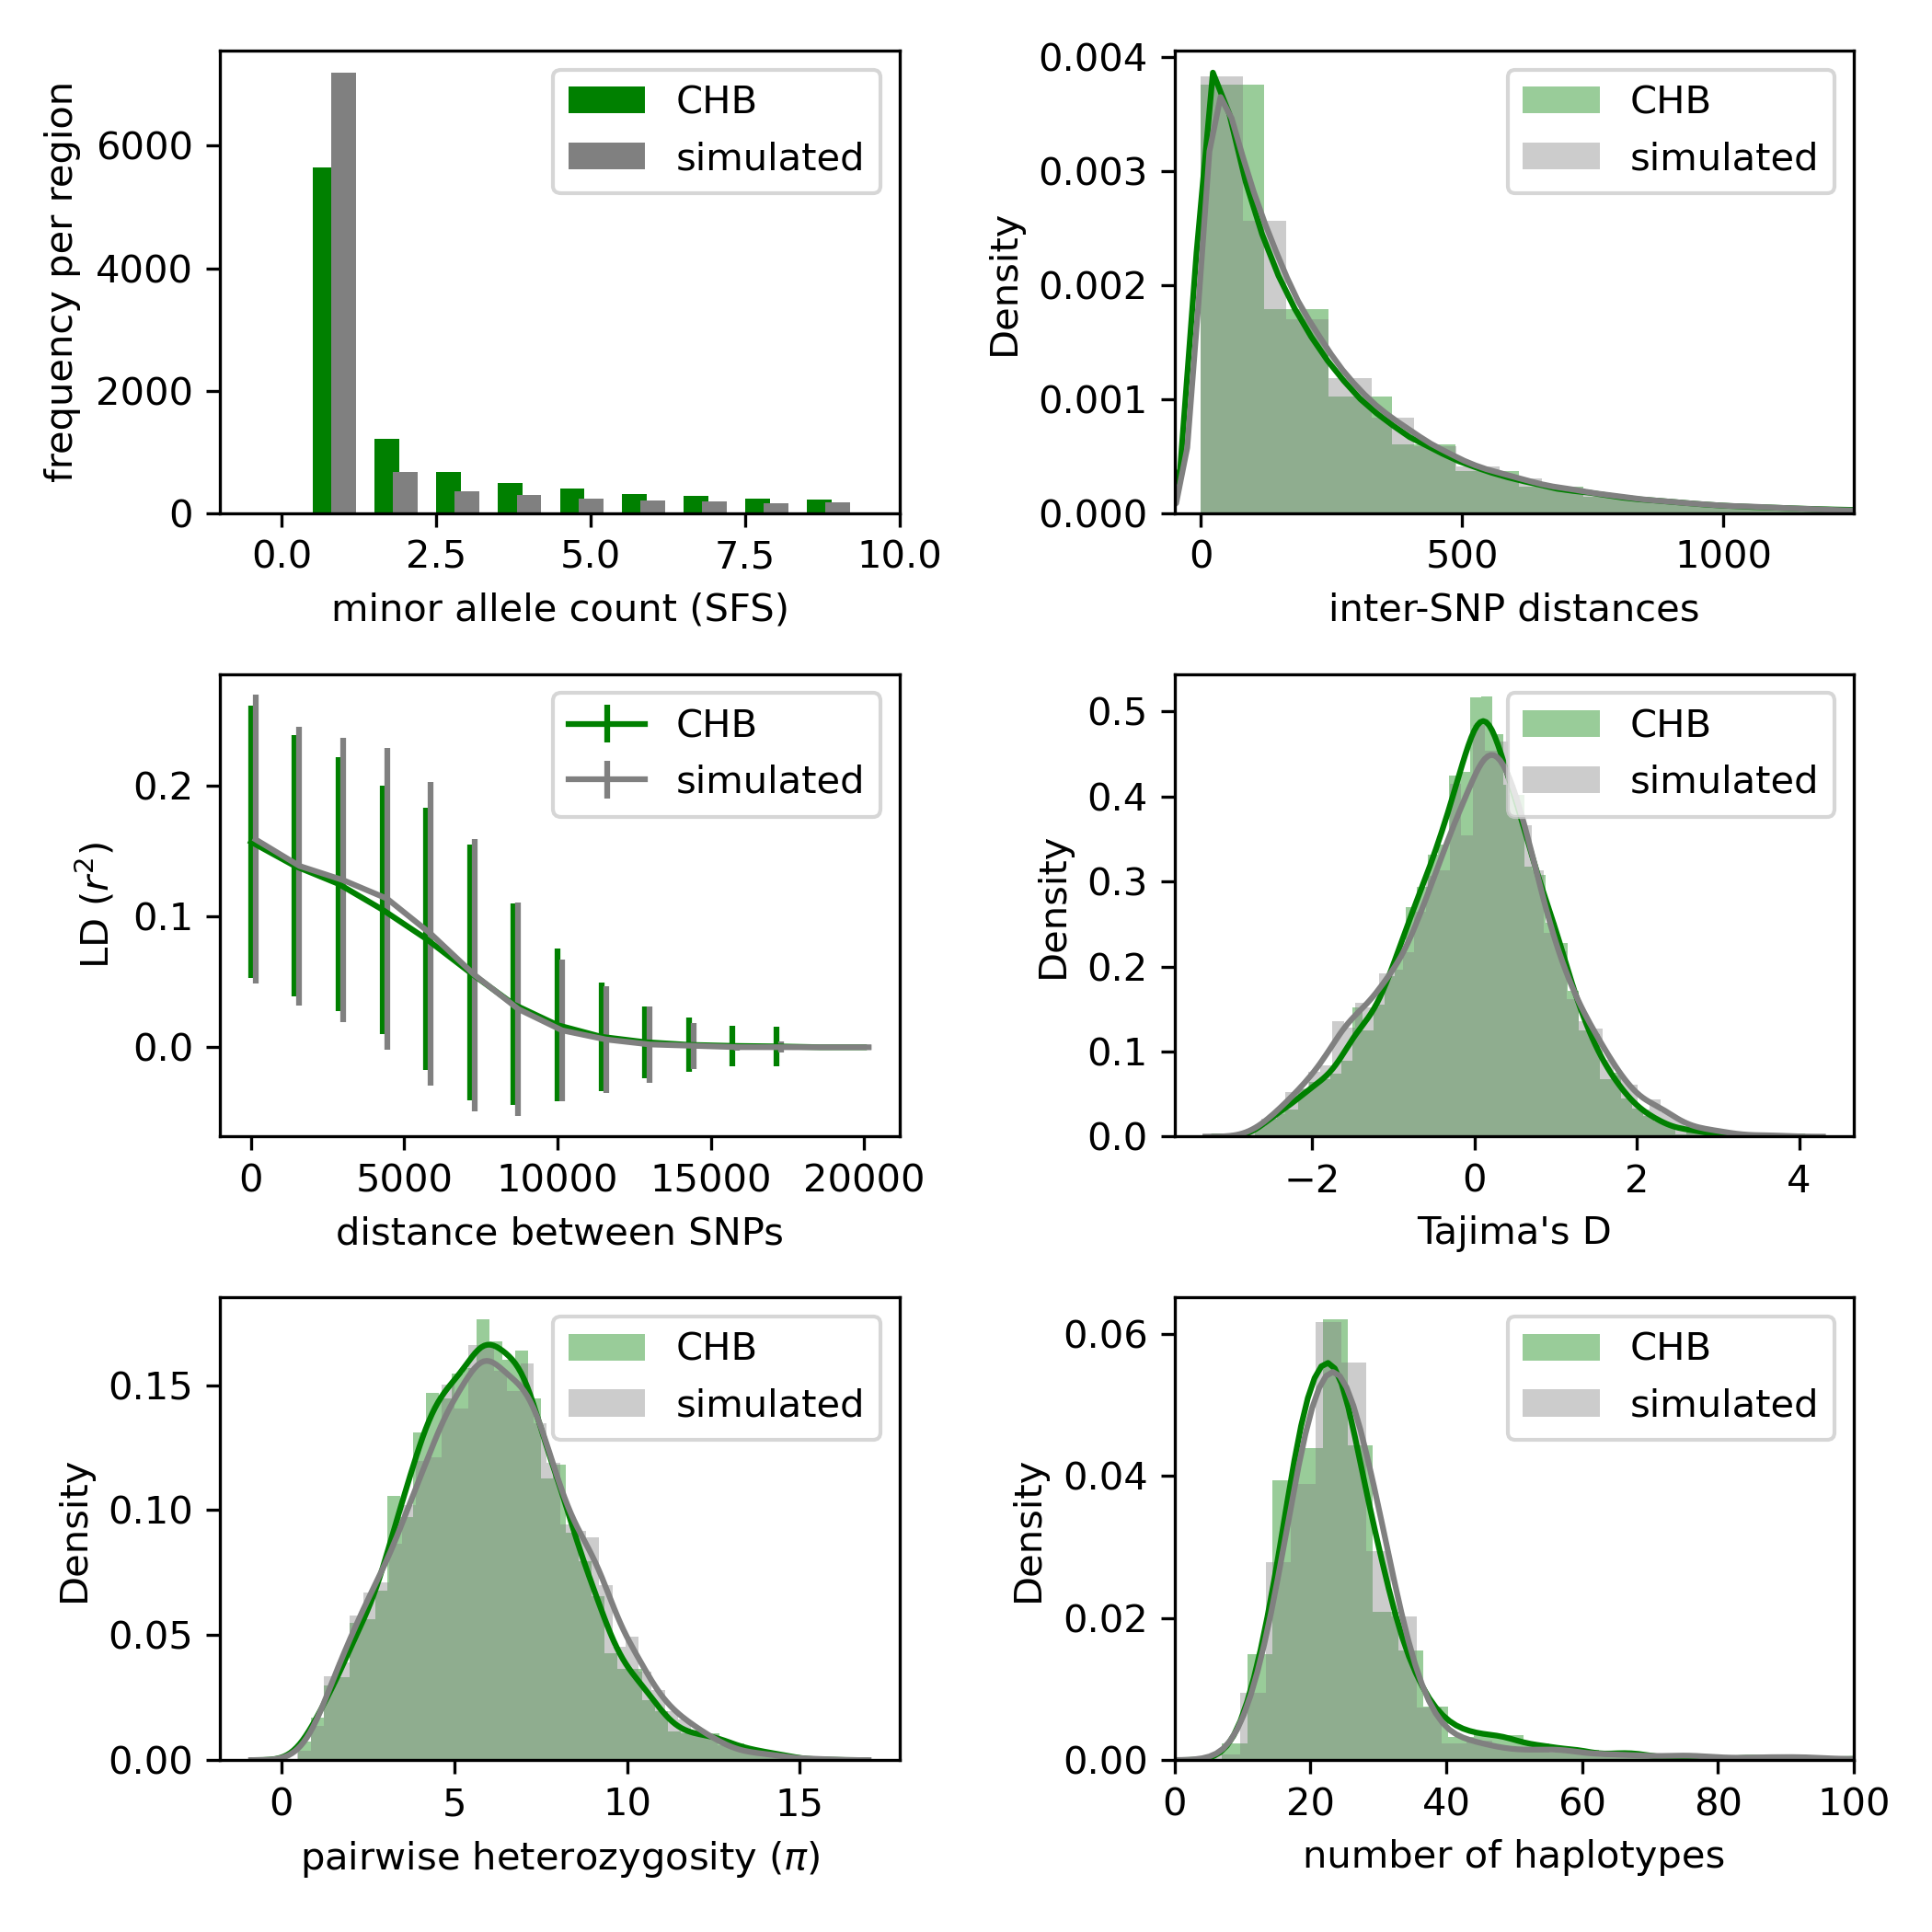 frequency per region
6000
4000
2000
0
CHB
simulated
0.0 2.5 5.0 7.5 10.0
minor allele count (SFS)
Density
0.004
0.003
0.002
0.001
0.000
CHB
simulated
0 500 1000
inter-SNP distances
LD (r²)
0.2
0.1
0.0
CHB
simulated
0 5000 10000 15000 20000
distance between SNPs
Density
0.5
0.4
0.3
0.2
0.1
0.0
CHB
simulated
−2 0 2 4
Tajima's D
Density
0.15
0.10
0.05
0.00
CHB
simulated
0 5 10 15
pairwise heterozygosity (π)
Density
0.06
0.04
0.02
0.00
CHB
simulated
0 20 40 60 80 100
number of haplotypes